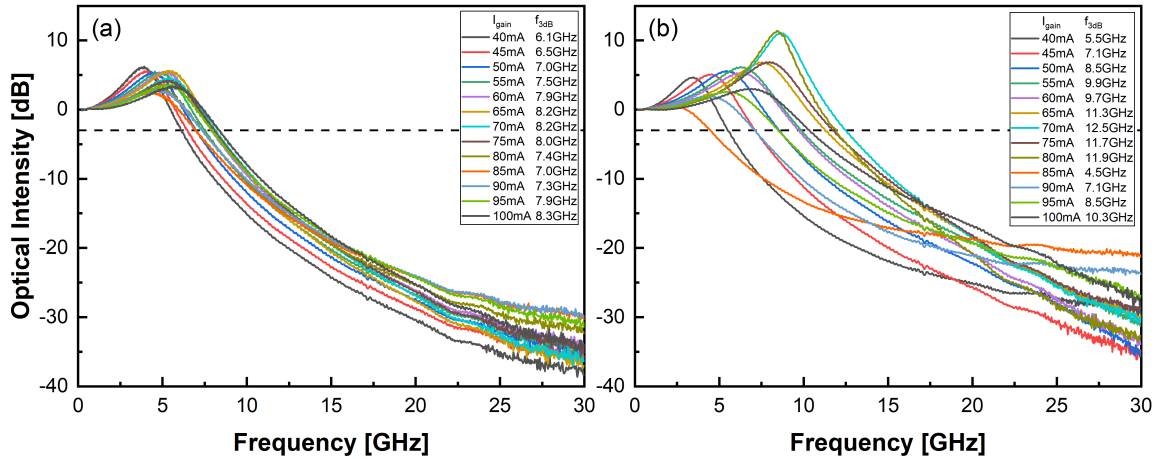 (a)
I_gain f_3dB
40mA 6.1GHz
45mA 6.5GHz
50mA 7.0GHz
55mA 7.5GHz
60mA 7.9GHz
65mA 8.2GHz
70mA 8.2GHz
75mA 8.0GHz
80mA 7.4GHz
85mA 7.0GHz
90mA 7.3GHz
95mA 7.9GHz
100mA 8.3GHz
10
0
-10
-20
-30
-40
Optical Intensity [dB]
0 5 10 15 20 25 30
Frequency [GHz]
(b)
I_gain f_3dB
40mA 5.5GHz
45mA 7.1GHz
50mA 8.5GHz
55mA 9.9GHz
60mA 9.7GHz
65mA 11.3GHz
70mA 12.5GHz
75mA 11.7GHz
80mA 11.9GHz
85mA 4.5GHz
90mA 7.1GHz
95mA 8.5GHz
100mA 10.3GHz
10
0
-10
-20
-30
-40
0 5 10 15 20 25 30
Frequency [GHz]